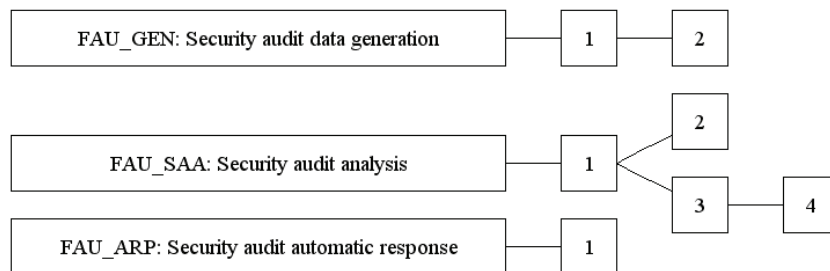 FAU_GEN: Security audit data generation 1 2
2
FAU_SAA: Security audit analysis 1
3 4
FAU_ARP: Security audit automatic response 1